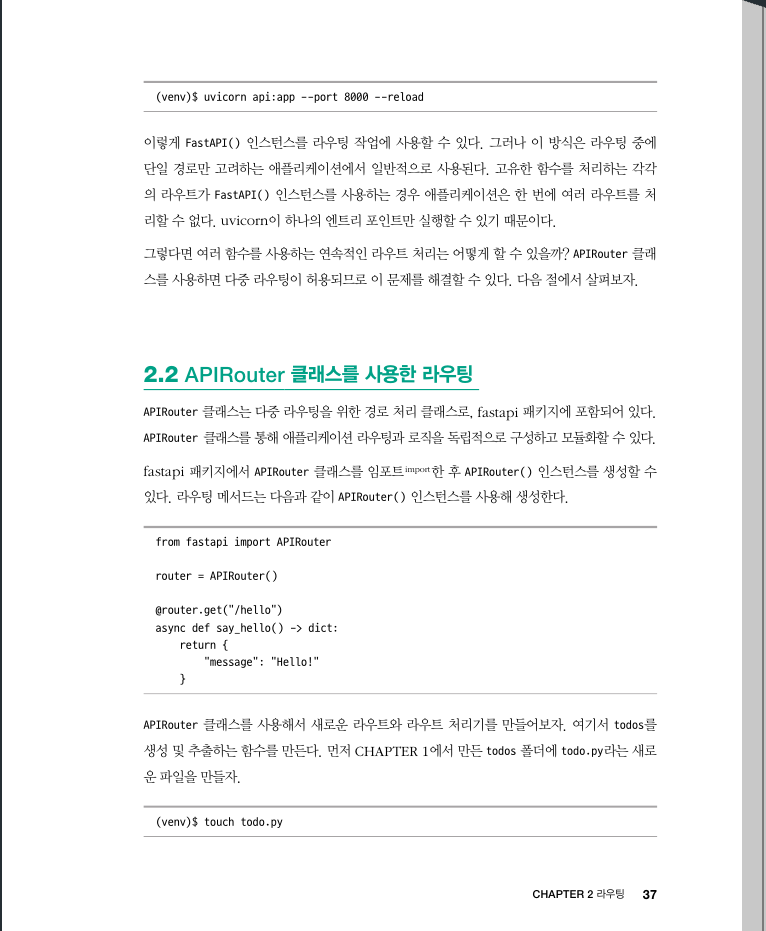 (venv)$ uvicorn api:app --port 8000 --reload
이렇게 FastAPI() 인스턴스를 라우팅 작업에 사용할 수 있다. 그러나 이 방식은 라우팅 중에
단일 경로만 고려하는 애플리케이션에서 일반적으로 사용된다. 고유한 함수를 처리하는 각각
의 라우트가 FastAPI() 인스턴스를 사용하는 경우 애플리케이션은 한 번에 여러 라우트를 처
리할 수 없다. uvicorn이 하나의 엔트리 포인트만 실행할 수 있기 때문이다.
그렇다면 여러 함수를 사용하는 연속적인 라우트 처리는 어떻게 할 수 있을까? APIRouter 클래
스를 사용하면 다중 라우팅이 허용되므로 이 문제를 해결할 수 있다. 다음 절에서 살펴보자.
2.2 APIRouter 클래스를 사용한 라우팅
APIRouter 클래스는 다중 라우팅을 위한 경로 처리 클래스로, fastapi 패키지에 포함되어 있다.
APIRouter 클래스를 통해 애플리케이션 라우팅과 로직을 독립적으로 구성하고 모듈화할 수 있다.
fastapi 패키지에서 APIRouter 클래스를 임포트import한 후 APIRouter() 인스턴스를 생성할 수
있다. 라우팅 메서드는 다음과 같이 APIRouter() 인스턴스를 사용해 생성한다.
from fastapi import APIRouter
router = APIRouter()
@router.get("/hello")
async def say_hello() -> dict:
    return {
        "message": "Hello!"
    }
APIRouter 클래스를 사용해서 새로운 라우트와 라우트 처리기를 만들어보자. 여기서 todos를
생성 및 추출하는 함수를 만든다. 먼저 CHAPTER 1에서 만든 todos 폴더에 todo.py라는 새로
운 파일을 만들자.
(venv)$ touch todo.py
CHAPTER 2 라우팅 37